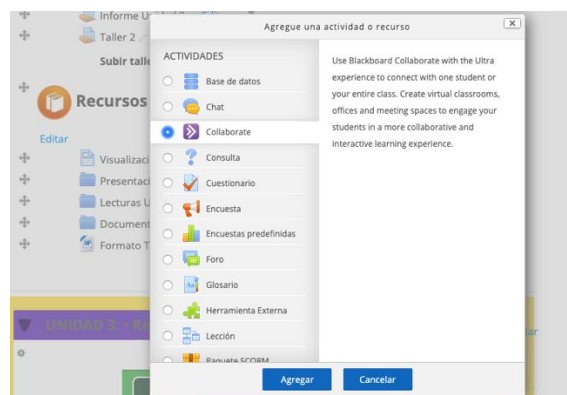 Informe U
Agregue una actividad o recurso
Taller 2
Subir talle
ACTIVIDADES
Base de datos
Chat
Collaborate
Consulta
Cuestionario
Encuesta
Encuestas predefinidas
Foro
Glosario
Herramienta Externa
Lección
Paquete SCORM
Use Blackboard Collaborate with the Ultra
experience to connect with one student or
your entire class. Create virtual classrooms,
offices and meeting spaces to engage your
students in a more collaborative and
interactive learning experience.
Recursos
Editar
Visualizaci
Presentaci
Lecturas U
Document
Formato T
UNIDAD 3: • R
tar
Agregar
Cancelar